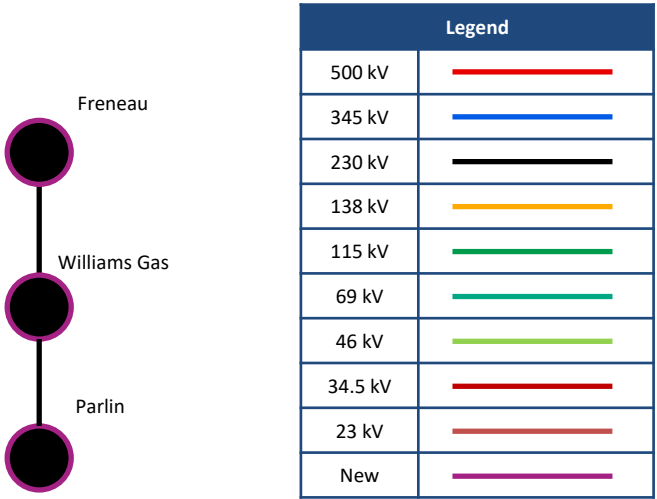 Freneau
Williams Gas
Parlin
Legend
500 kV
345 kV
230 kV
138 kV
115 kV
69 kV
46 kV
34.5 kV
23 kV
New